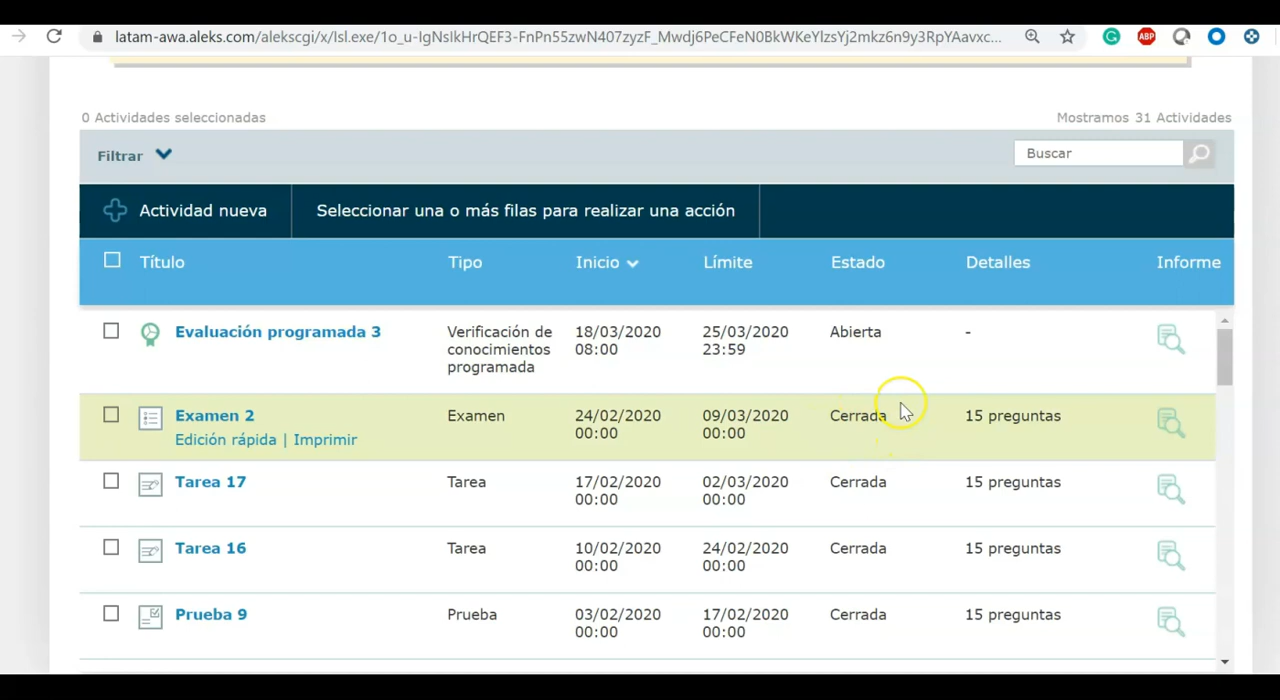 latam-awa.aleks.com/alekscgi/x/Isl.exe/1o_u-IgNsIkHrQEF3-FnPn55zwN407zyzF_Mwdj6PeCFeN0BkWKeYlzsYj2mkz6n9y3RpYAavxc...
ABP
0 Actividades seleccionadas
Mostramos 31 Actividades
Filtrar
Buscar
Actividad nueva
Seleccionar una o más filas para realizar una acción
Título Tipo Inicio Límite Estado Detalles Informe
Evaluación programada 3
Verificación de
conocimientos
programada
18/03/2020
08:00
25/03/2020
23:59
Abierta
-
Examen 2
Edición rápida | Imprimir
Examen
24/02/2020
00:00
09/03/2020
00:00
Cerrada
15 preguntas
Tarea 17
Tarea
17/02/2020
00:00
02/03/2020
00:00
Cerrada
15 preguntas
Tarea 16
Tarea
10/02/2020
00:00
24/02/2020
00:00
Cerrada
15 preguntas
Prueba 9
Prueba
03/02/2020
00:00
17/02/2020
00:00
Cerrada
15 preguntas